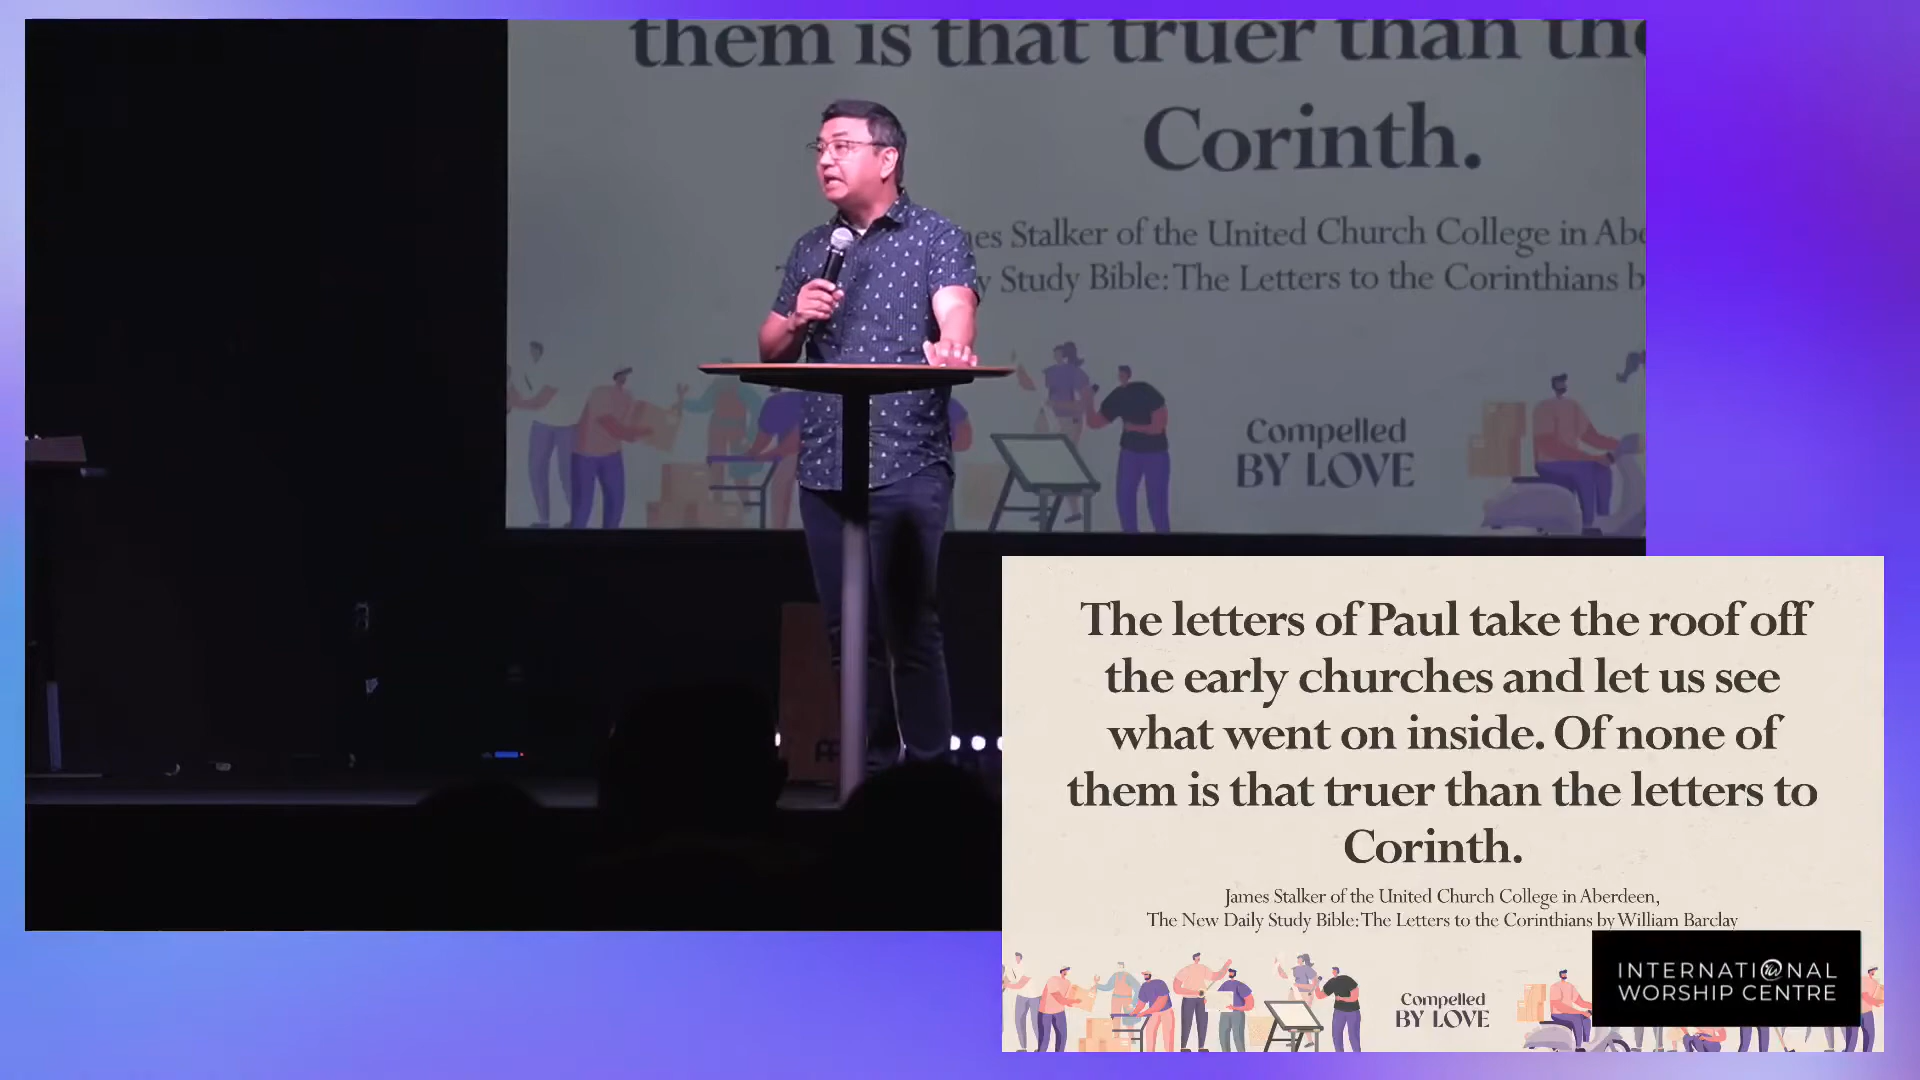 them is that truer than the
Corinth.
mes Stalker of the United Church College in Abe
y Study Bible: The Letters to the Corinthians b
Compelled
BY LOVE
The letters of Paul take the roof off
the early churches and let us see
what went on inside. Of none of
them is that truer than the letters to
Corinth.
James Stalker of the United Church College in Aberdeen,
The New Daily Study Bible: The Letters to the Corinthians by William Barclay
Compelled
BY LOVE
INTERNATIONAL
WORSHIP CENTRE